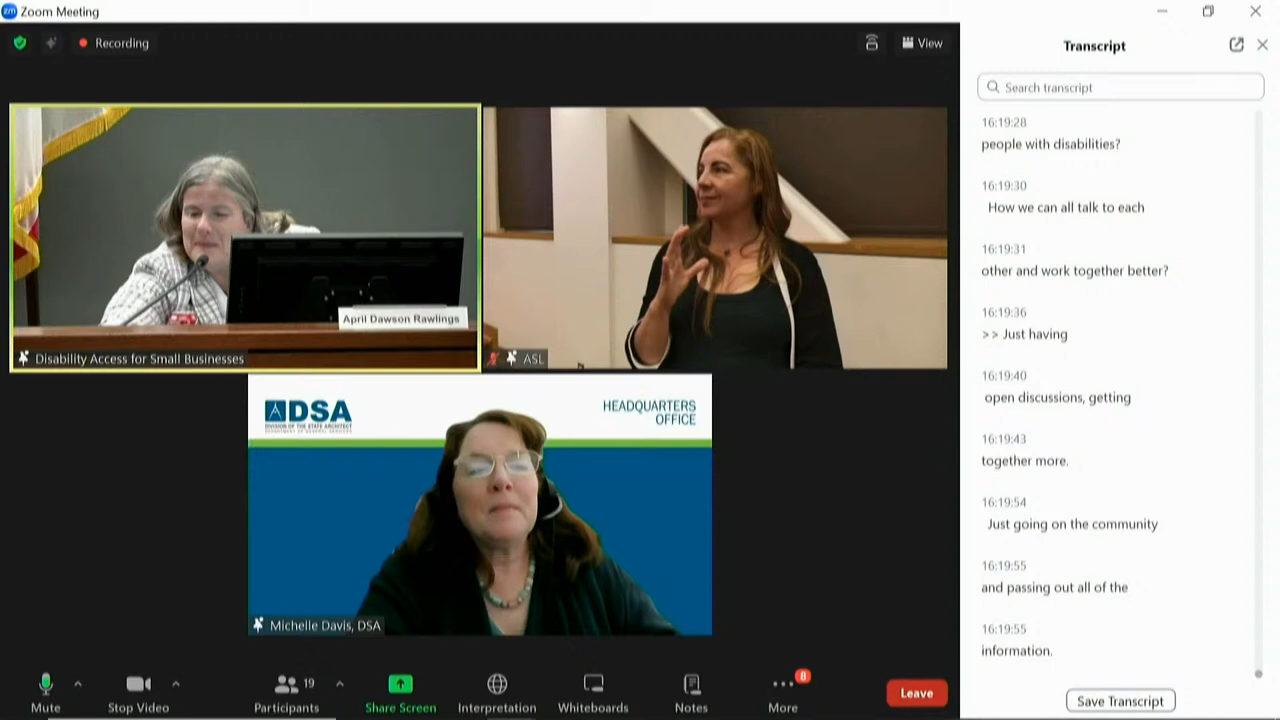 zm Zoom Meeting
Recording
View
April Dawson Rawlings
Disability Access for Small Businesses
ASL
DSA
DIVISION OF THE STATE ARCHITECT
DEPARTMENT OF GENERAL SERVICES
HEADQUARTERS
OFFICE
Michelle Davis, DSA
Mute
Stop Video
19
Participants
Share Screen
Interpretation
Whiteboards
Notes
8
More
Leave
Transcript
Search transcript
16:19:28
people with disabilities?
16:19:30
How we can all talk to each
16:19:31
other and work together better?
16:19:36
>> Just having
16:19:40
open discussions, getting
16:19:43
together more.
16:19:54
Just going on the community
16:19:55
and passing out all of the
16:19:55
information.
Save Transcript